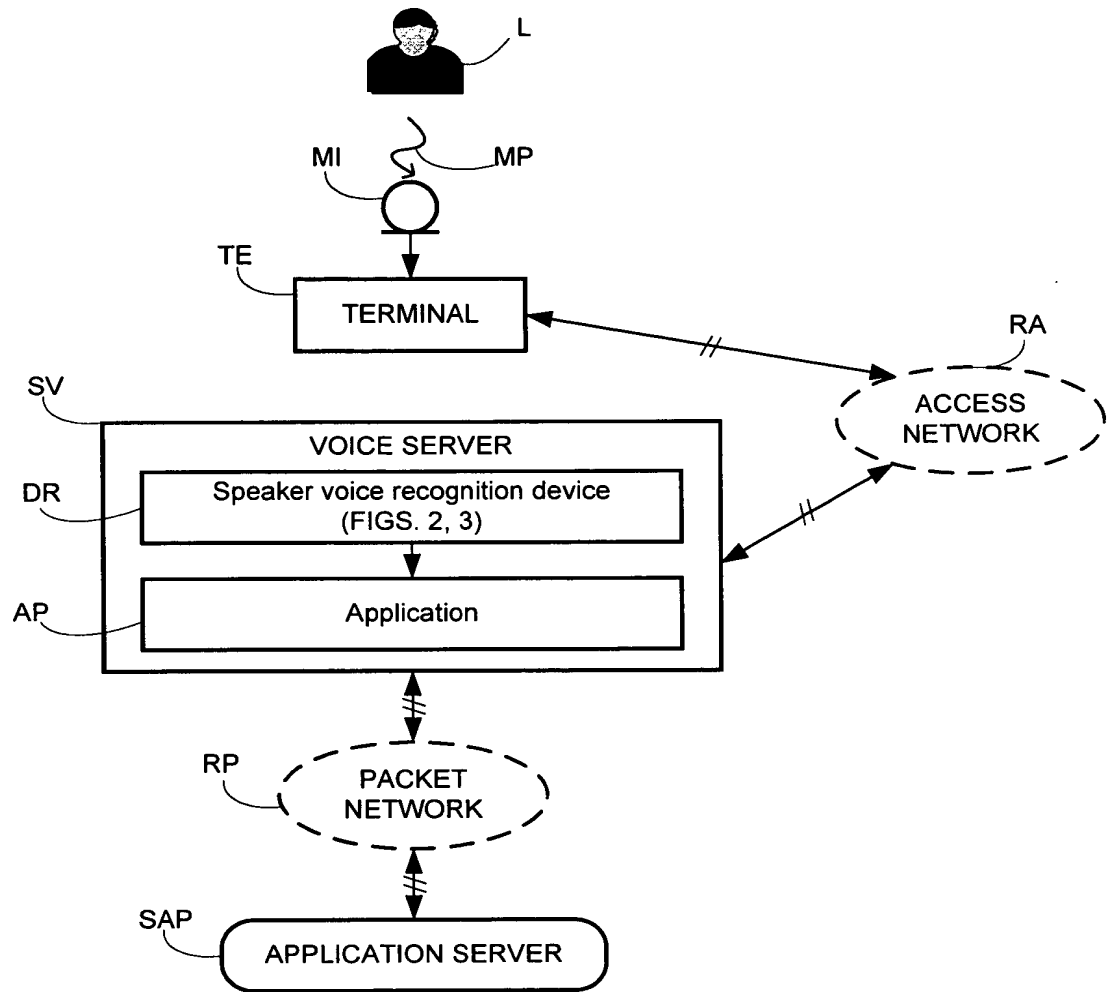 L
MI
MP
TE
TERMINAL
RA
ACCESS
NETWORK
SV
VOICE SERVER
DR
Speaker voice recognition device
(FIGS. 2, 3)
AP
Application
RP
PACKET
NETWORK
SAP
APPLICATION SERVER